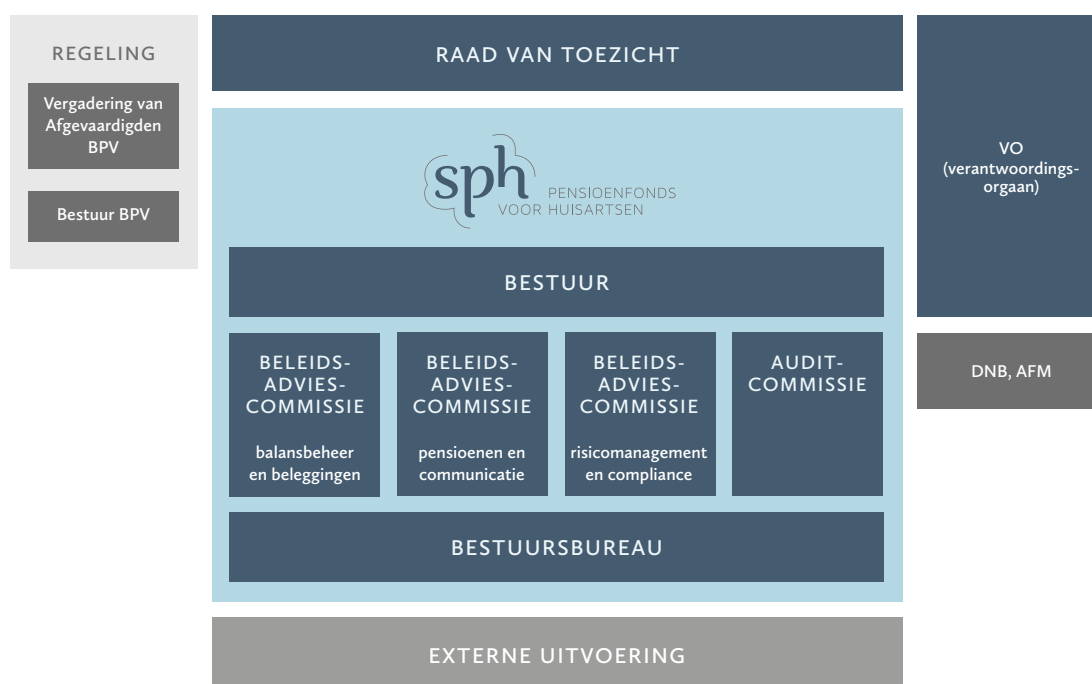 REGELING
Vergadering van
Afgevaardigden
BPV
Bestuur BPV
RAAD VAN TOEZICHT
sph PENSIOENFONDS
VOOR HUISARTSEN
BESTUUR
BELEIDS-
ADVIES-
COMMISSIE
balansbeheer
en beleggingen
BELEIDS-
ADVIES-
COMMISSIE
pensioenen en
communicatie
BELEIDS-
ADVIES-
COMMISSIE
risicomanagement
en compliance
AUDIT-
COMMISSIE
BESTUURSBUREAU
EXTERNE UITVOERING
VO
(verantwoordings-
orgaan)
DNB, AFM